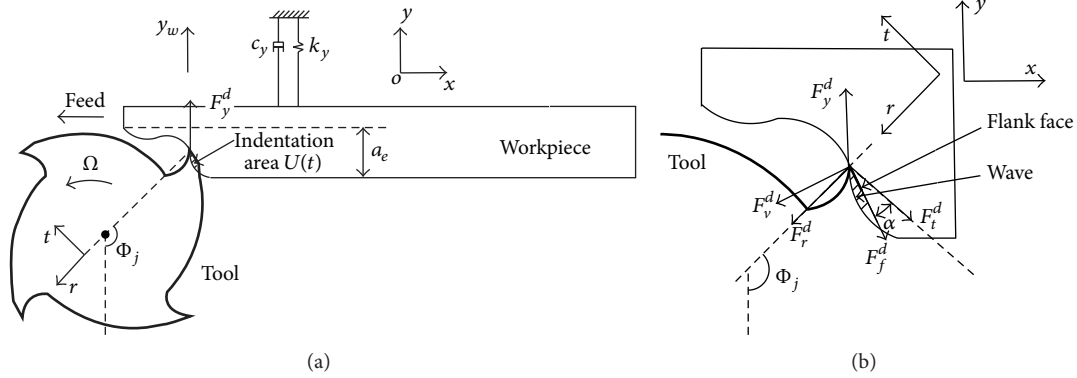 y_w
c_y
k_y
y
o
x
Feed
F_y^d
Indentation
area U(t)
a_e
Workpiece
Ω
t
r
Φ_j
Tool
(a)
y
x
t
r
F_y^d
Flank face
Tool
Wave
F_v^d
F_r^d
α
F_t^d
F_f^d
Φ_j
(b)